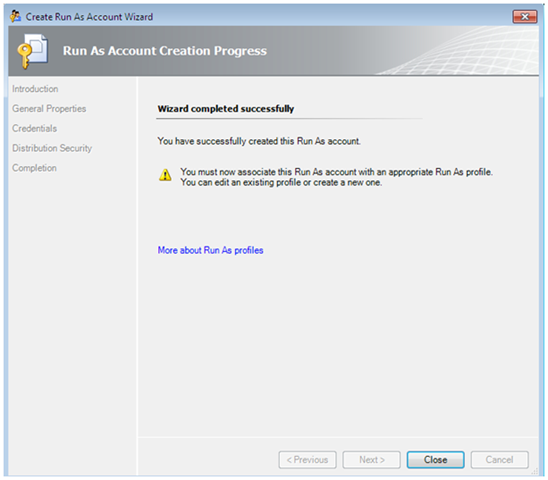 Create Run As Account Wizard
Run As Account Creation Progress
Introduction
General Properties
Credentials
Distribution Security
Completion
Wizard completed successfully
You have successfully created this Run As account.
You must now associate this Run As account with an appropriate Run As profile.
You can edit an existing profile or create a new one.
More about Run As profiles
< Previous
Next >
Close
Cancel